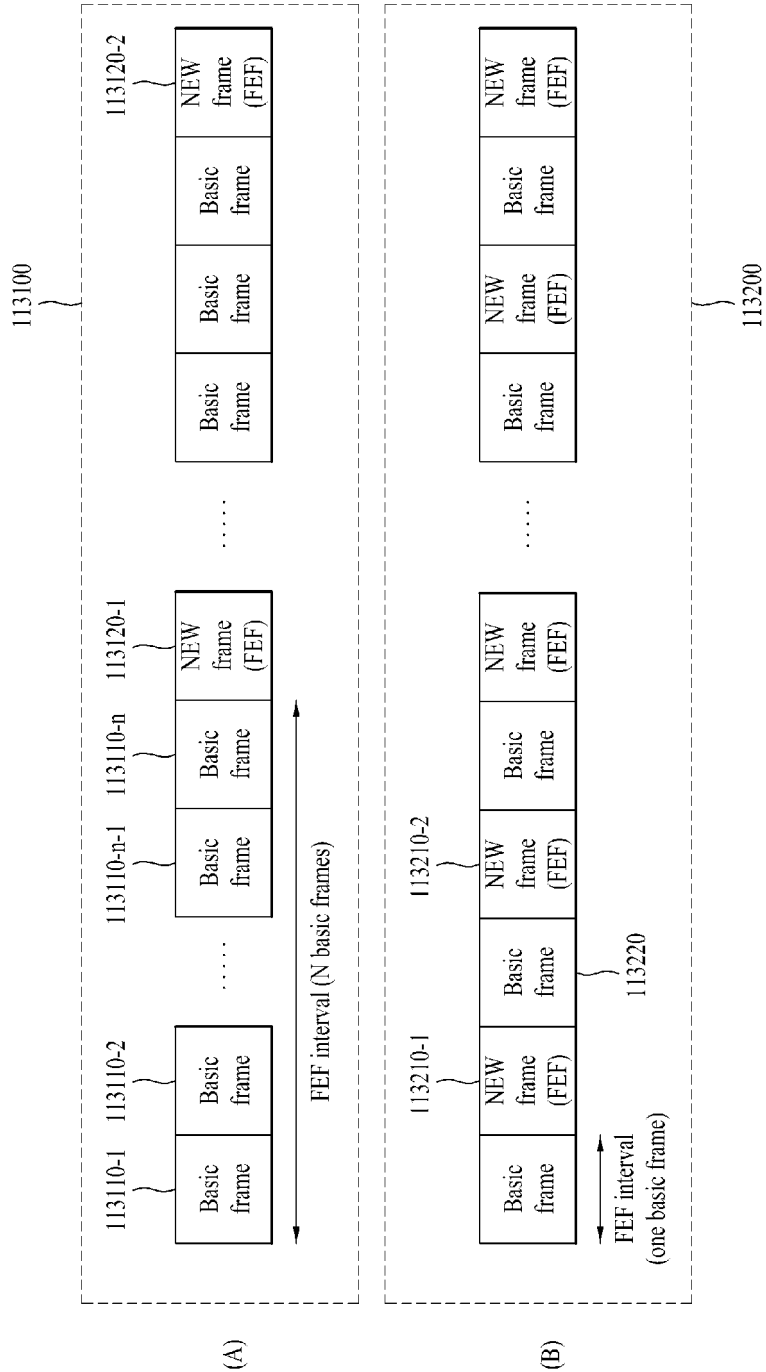 113100
(A)
113110-1
113110-2
113110-n-1
113110-n
113120-1
113120-2
Basic
frame
Basic
frame
.....
Basic
frame
Basic
frame
NEW
frame
(FEF)
.....
Basic
frame
Basic
frame
Basic
frame
NEW
frame
(FEF)
FEF interval (N basic frames)
(B)
113210-1
113210-2
Basic
frame
NEW
frame
(FEF)
Basic
frame
NEW
frame
(FEF)
Basic
frame
NEW
frame
(FEF)
.....
Basic
frame
NEW
frame
(FEF)
Basic
frame
NEW
frame
(FEF)
FEF interval
(one basic frame)
113220
113200